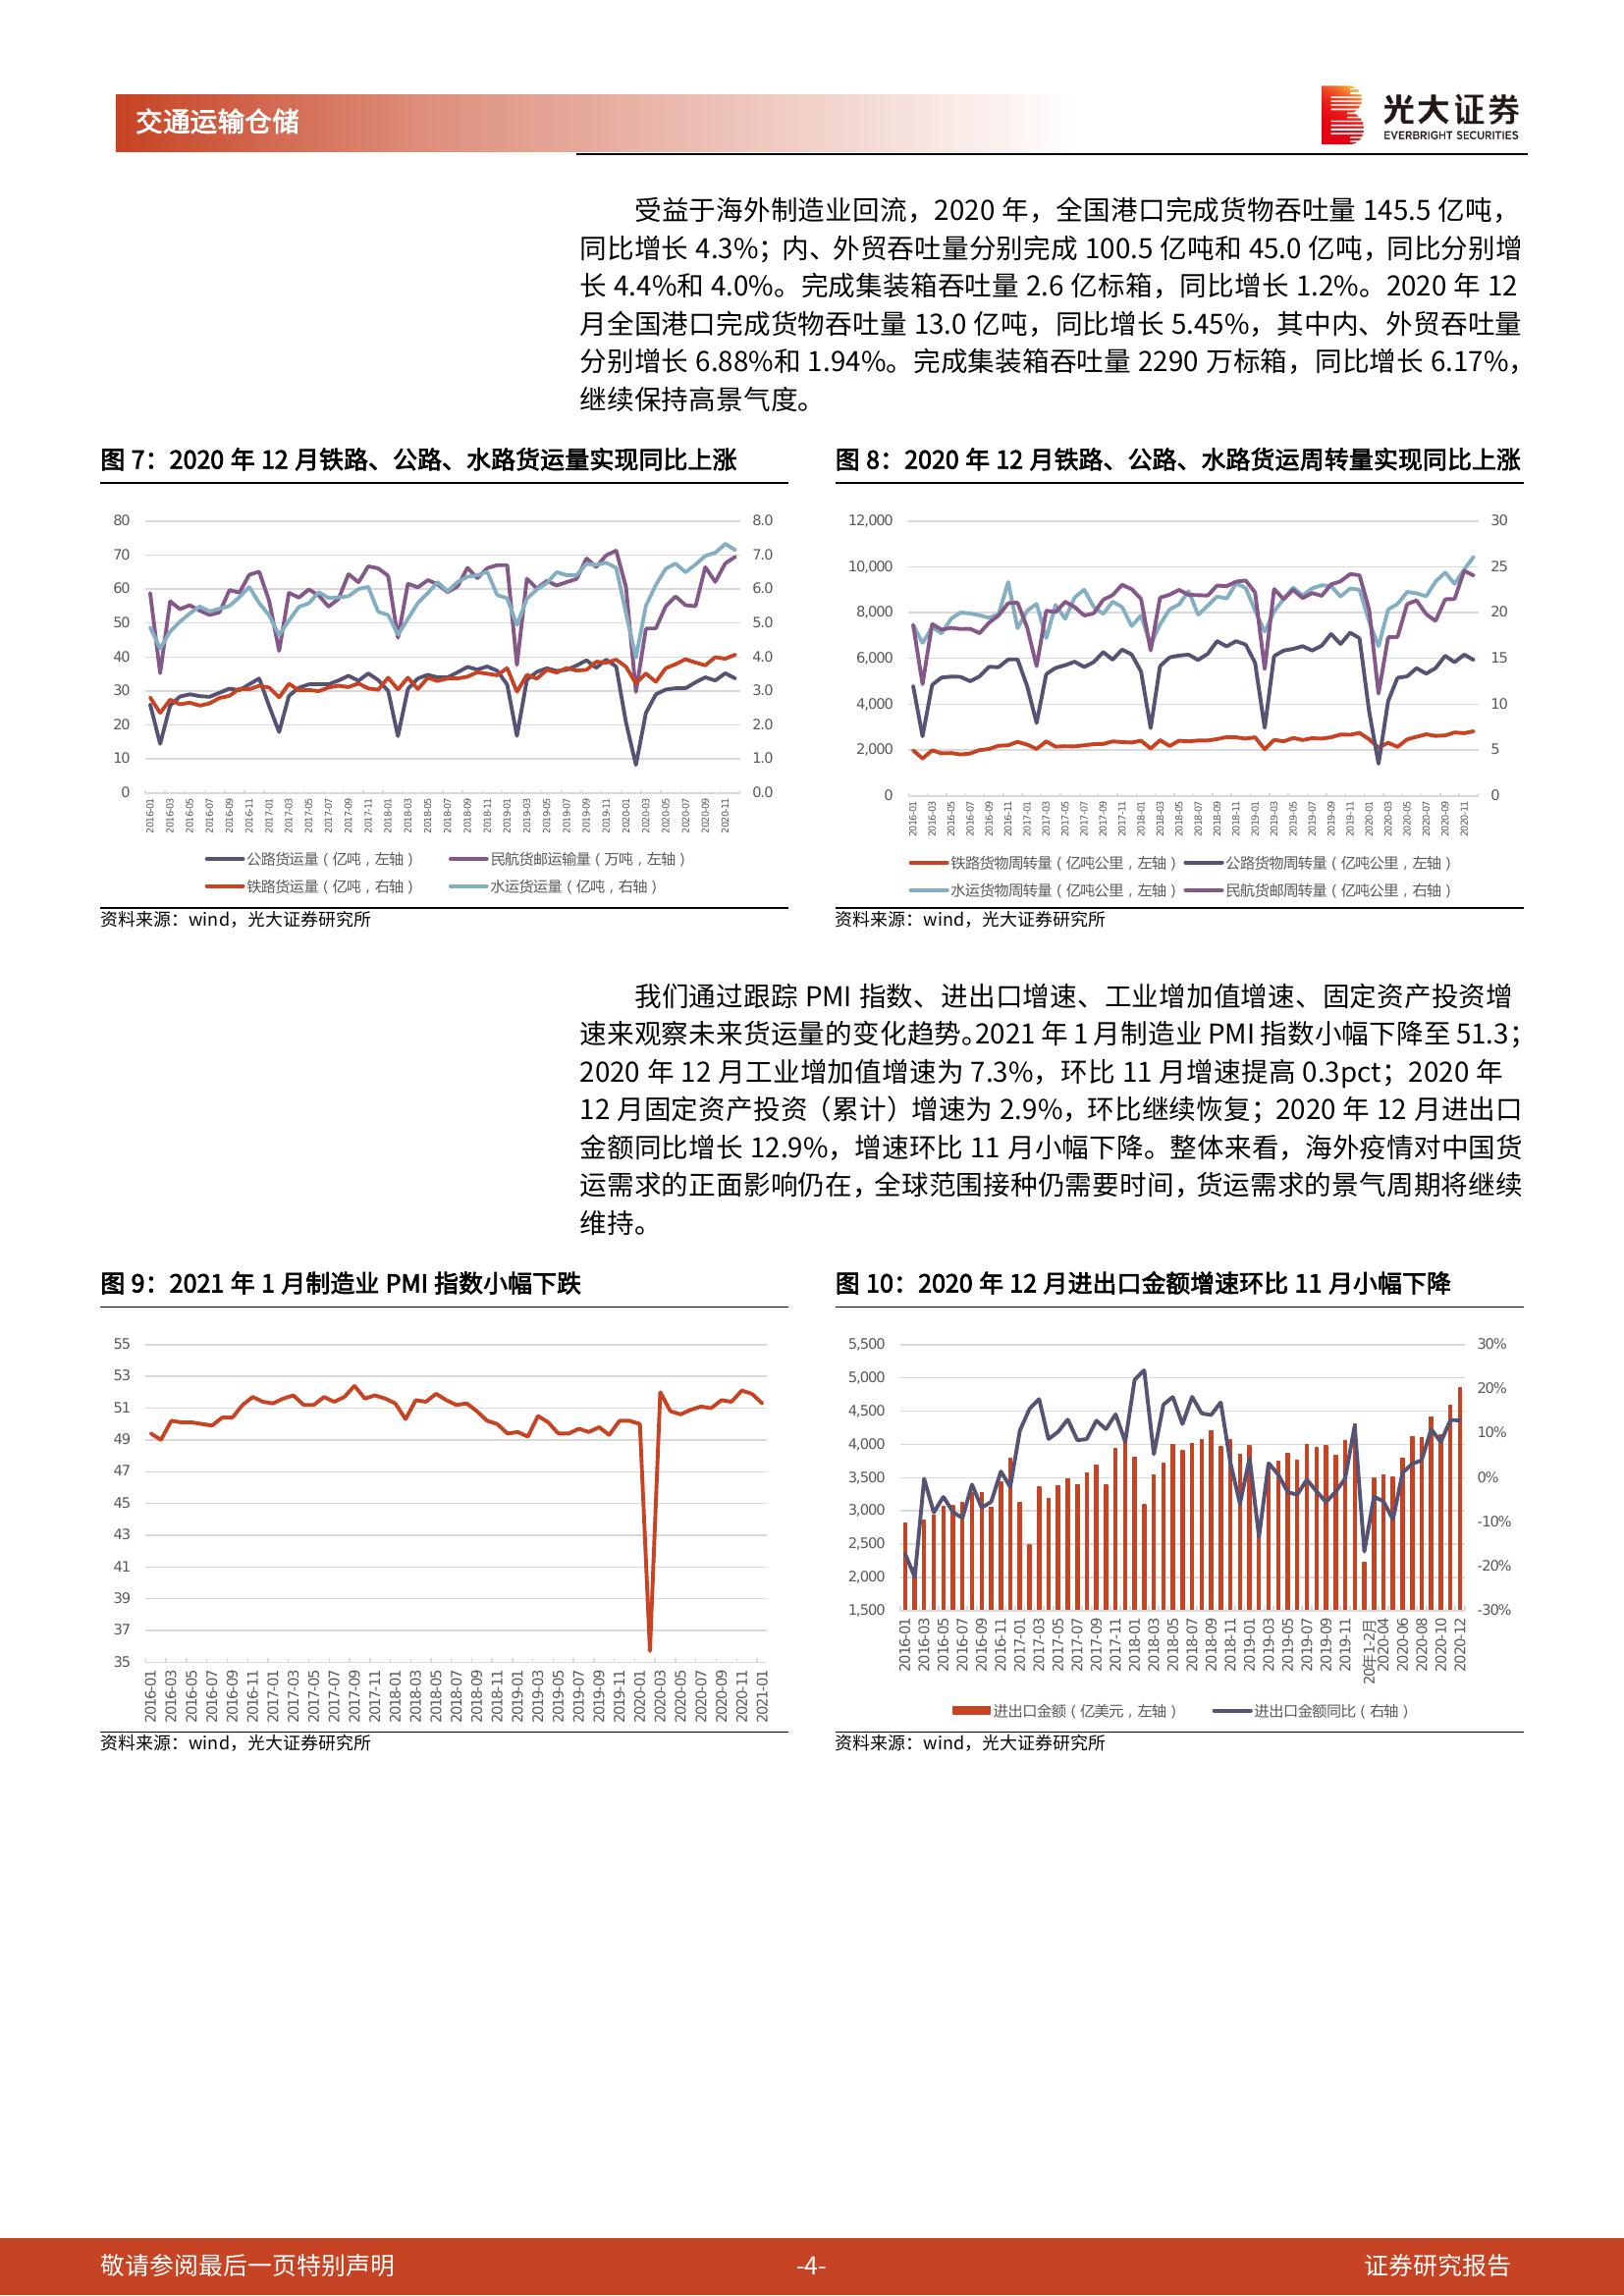 交通运输仓储
光大证券
EVERBRIGHT SECURITIES
受益于海外制造业回流，2020 年，全国港口完成货物吞吐量 145.5 亿吨，
同比增长 4.3%；内、外贸吞吐量分别完成 100.5 亿吨和 45.0 亿吨，同比分别增
长 4.4%和 4.0%。完成集装箱吞吐量 2.6 亿标箱，同比增长 1.2%。2020 年 12
月全国港口完成货物吞吐量 13.0 亿吨，同比增长 5.45%，其中内、外贸吞吐量
分别增长 6.88%和 1.94%。完成集装箱吞吐量 2290 万标箱，同比增长 6.17%，
继续保持高景气度。
图 7：2020 年 12 月铁路、公路、水路货运量实现同比上涨
80
70
60
50
40
30
20
10
0
8.0
7.0
6.0
5.0
4.0
3.0
2.0
1.0
0.0
2016-01 2016-03 2016-05 2016-07 2016-09 2016-11 2017-01 2017-03 2017-05 2017-07 2017-09 2017-11 2018-01 2018-03 2018-05 2018-07 2018-09 2018-11 2019-01 2019-03 2019-05 2019-07 2019-09 2019-11 2020-01 2020-03 2020-05 2020-07 2020-09 2020-11
公路货运量（亿吨，左轴） 民航货邮运输量（万吨，左轴）
铁路货运量（亿吨，右轴） 水运货运量（亿吨，右轴）
资料来源：wind，光大证券研究所
图 8：2020 年 12 月铁路、公路、水路货运周转量实现同比上涨
12,000
10,000
8,000
6,000
4,000
2,000
0
30
25
20
15
10
5
0
2016-01 2016-03 2016-05 2016-07 2016-09 2016-11 2017-01 2017-03 2017-05 2017-07 2017-09 2017-11 2018-01 2018-03 2018-05 2018-07 2018-09 2018-11 2019-01 2019-03 2019-05 2019-07 2019-09 2019-11 2020-01 2020-03 2020-05 2020-07 2020-09 2020-11
铁路货物周转量（亿吨公里，左轴） 公路货物周转量（亿吨公里，左轴）
水运货物周转量（亿吨公里，左轴） 民航货邮周转量（亿吨公里，右轴）
资料来源：wind，光大证券研究所
我们通过跟踪 PMI 指数、进出口增速、工业增加值增速、固定资产投资增
速来观察未来货运量的变化趋势。2021 年 1 月制造业 PMI 指数小幅下降至 51.3；
2020 年 12 月工业增加值增速为 7.3%，环比 11 月增速提高 0.3pct；2020 年
12 月固定资产投资（累计）增速为 2.9%，环比继续恢复；2020 年 12 月进出口
金额同比增长 12.9%，增速环比 11 月小幅下降。整体来看，海外疫情对中国货
运需求的正面影响仍在，全球范围接种仍需要时间，货运需求的景气周期将继续
维持。
图 9：2021 年 1 月制造业 PMI 指数小幅下跌
55
53
51
49
47
45
43
41
39
37
35
2016-01 2016-03 2016-05 2016-07 2016-09 2016-11 2017-01 2017-03 2017-05 2017-07 2017-09 2017-11 2018-01 2018-03 2018-05 2018-07 2018-09 2018-11 2019-01 2019-03 2019-05 2019-07 2019-09 2019-11 2020-01 2020-03 2020-05 2020-07 2020-09 2020-11 2021-01
资料来源：wind，光大证券研究所
图 10：2020 年 12 月进出口金额增速环比 11 月小幅下降
5,500
5,000
4,500
4,000
3,500
3,000
2,500
2,000
1,500
30%
20%
10%
0%
-10%
-20%
-30%
2016-01 2016-03 2016-05 2016-07 2016-09 2016-11 2017-01 2017-03 2017-05 2017-07 2017-09 2017-11 2018-01 2018-03 2018-05 2018-07 2018-09 2018-11 2019-01 2019-03 2019-05 2019-07 2019-09 2019-11 20年1-2月 2020-04 2020-06 2020-08 2020-10 2020-12
进出口金额（亿美元，左轴） 进出口金额同比（右轴）
资料来源：wind，光大证券研究所
敬请参阅最后一页特别声明
-4-
证券研究报告